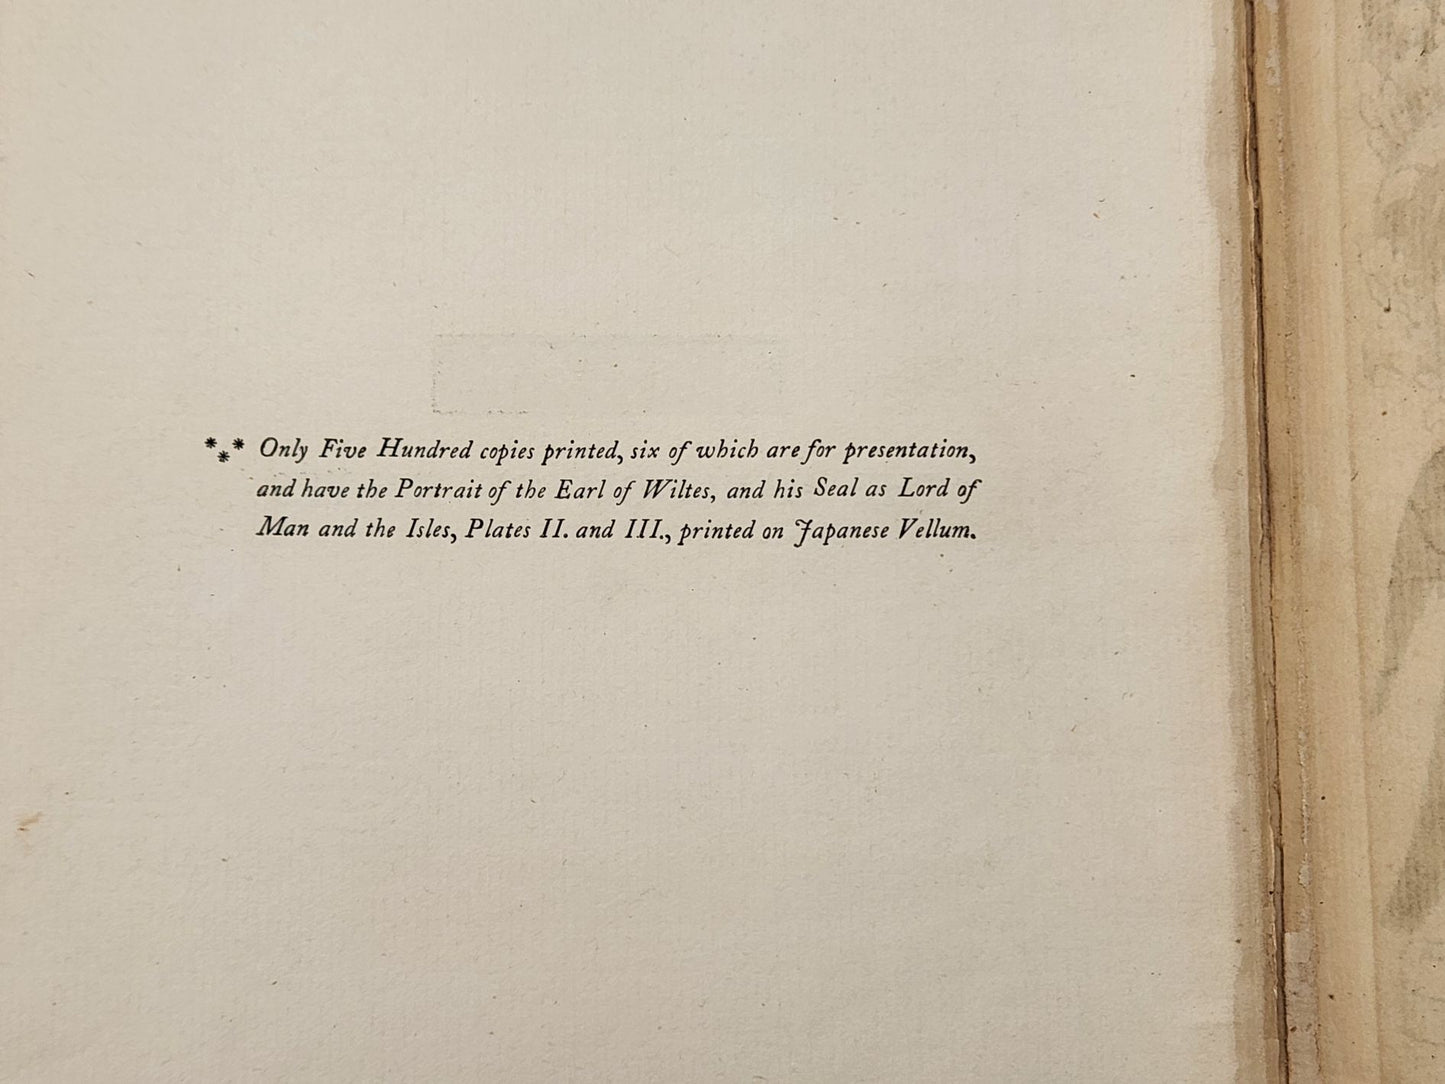 *** Only Five Hundred copies printed, six of which are for presentation,
and have the Portrait of the Earl of Wiltes, and his Seal as Lord of
Man and the Isles, Plates II. and III., printed on Japanese Vellum.